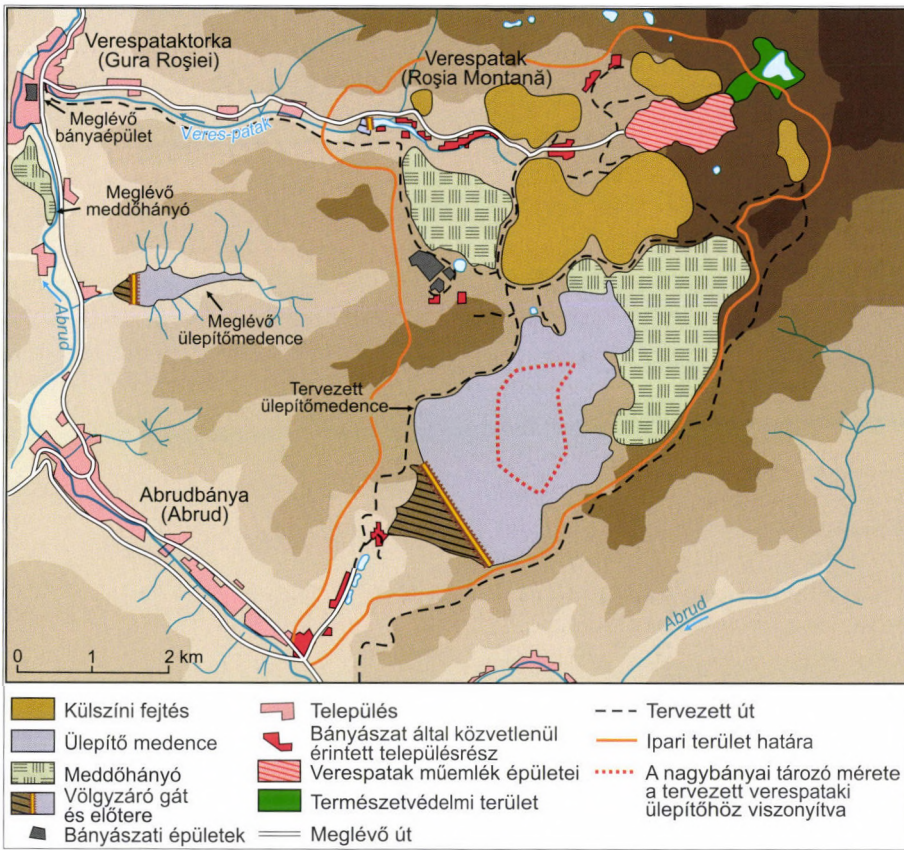 Verespataktorka
(Gura Roșiei)
Verespatak
(Roșia Montană)
Meglévő
bányaépület
Veres-patak
Meglévő
meddőhányó
Abrud
Meglévő
ülepítőmedence
Tervezett
ülepítőmedence
Abrudbánya
(Abrud)
Abrud
0 1 2 km
Külszíni fejtés
Ülepítő medence
Meddőhányó
Völgyzáró gát
és előtere
Bányászati épületek
Település
Bányászat által közvetlenül
érintett településrész
Verespatak műemlék épületei
Természetvédelmi terület
Meglévő út
Tervezett út
Ipari terület határa
A nagybányai tározó mérete
a tervezett verespataki
ülepítőhöz viszonyítva